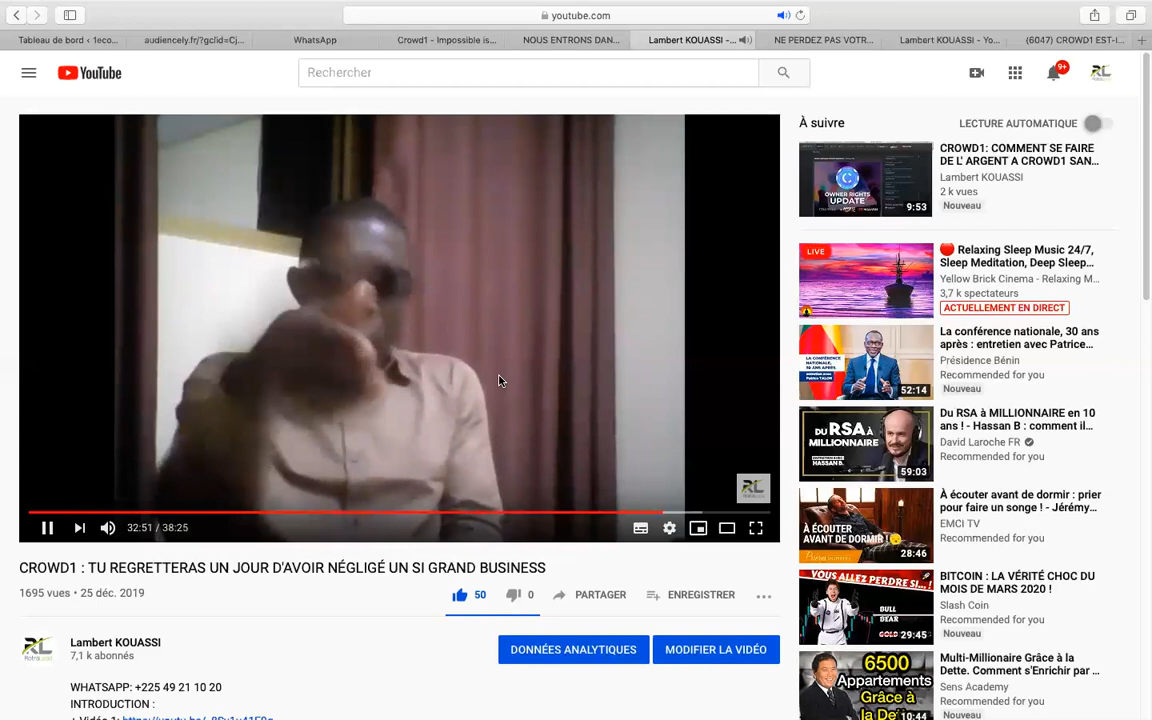 youtube.com
Tableau de bord ‹ 1eco...
audiencely.fr/?gclid=Cj...
WhatsApp
Crowd1 - Impossible is...
NOUS ENTRONS DAN...
Lambert KOUASSI -...
NE PERDEZ PAS VOTR...
Lambert KOUASSI - Yo...
(6047) CROWD1 EST-I...
YouTube
Rechercher
9+
RL
À suivre
LECTURE AUTOMATIQUE
OWNER RIGHTS
UPDATE
9:53
CROWD1: COMMENT SE FAIRE
DE L' ARGENT A CROWD1 SAN...
Lambert KOUASSI
2 k vues
Nouveau
LIVE
Relaxing Sleep Music 24/7,
Sleep Meditation, Deep Sleep...
Yellow Brick Cinema - Relaxing M...
3,7 k spectateurs
ACTUELLEMENT EN DIRECT
52:14
La conférence nationale, 30 ans
après : entretien avec Patrice...
Présidence Bénin
Recommended for you
Nouveau
DU RSA À
MILLIONNAIRE
HASSAN B.
59:03
Du RSA à MILLIONNAIRE en 10
ans ! - Hassan B : comment il...
David Laroche FR
Recommended for you
À ÉCOUTER
AVANT DE DORMIR !
28:46
À écouter avant de dormir : prier
pour faire un songe ! - Jérémy...
EMCI TV
Recommended for you
VOUS ALLEZ PERDRE SI...!
BULL
BEAR
GOLD
29:45
BITCOIN : LA VÉRITÉ CHOC DU
MOIS DE MARS 2020 !
Slash Coin
Recommended for you
Nouveau
6500
Appartements
Grâce à
la De
10:44
Multi-Millionaire Grâce à la
Dette. Comment s'Enrichir par ...
Sens Academy
Recommended for you
Nouveau
RL
32:51 / 38:25
CROWD1 : TU REGRETTERAS UN JOUR D'AVOIR NÉGLIGÉ UN SI GRAND BUSINESS
1695 vues • 25 déc. 2019
50
0
PARTAGER
ENREGISTRER
RL
Lambert KOUASSI
7,1 k abonnés
DONNÉES ANALYTIQUES
MODIFIER LA VIDÉO
WHATSAPP: +225 49 21 10 20
INTRODUCTION :